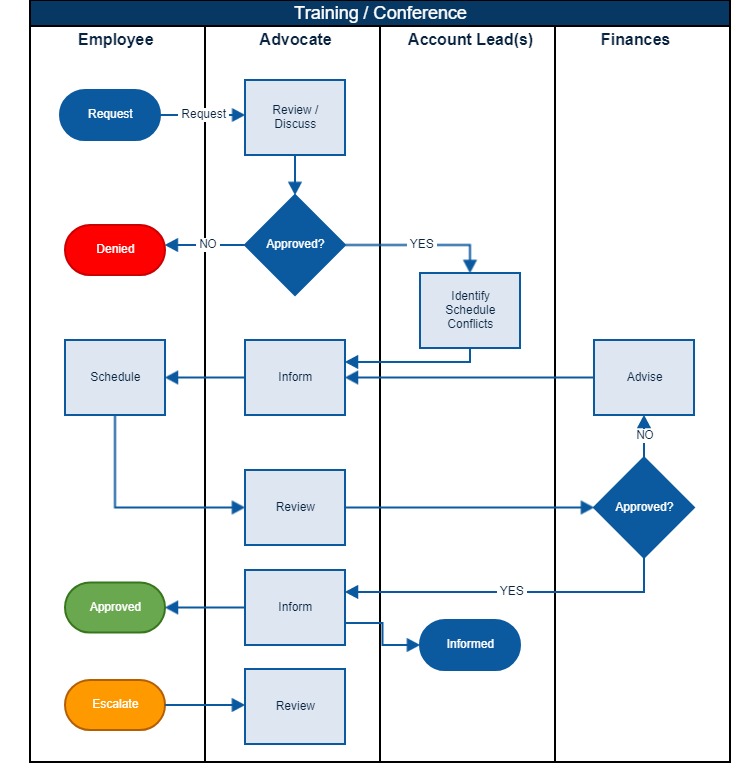 Training / Conference
Employee
Advocate
Account Lead(s)
Finances
Request
Request
Review /
Discuss
Denied
NO
Approved?
YES
Identify
Schedule
Conflicts
Schedule
Inform
Advise
NO
Review
Approved?
YES
Approved
Inform
Informed
Escalate
Review